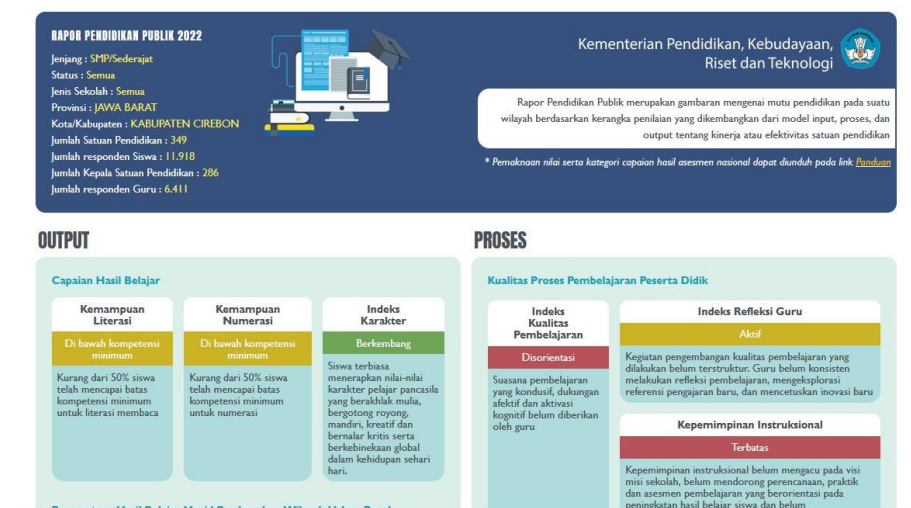 RAPOR PENDIDIKAN PUBLIK 2022
Jenjang : SMP/Sederajat
Status : Semua
Jenis Sekolah : Semua
Provinsi : JAWA BARAT
Kota/Kabupaten : KABUPATEN CIREBON
Jumlah Satuan Pendidikan : 349
Jumlah responden Siswa : 11.918
Jumlah Kepala Satuan Pendidikan : 286
Jumlah responden Guru : 6.411
Kementerian Pendidikan, Kebudayaan,
Riset dan Teknologi
Rapor Pendidikan Publik merupakan gambaran mengenai mutu pendidikan pada suatu
wilayah berdasarkan kerangka penilaian yang dikembangkan dari model input, proses, dan
output tentang kinerja atau efektivitas satuan pendidikan
* Pemaknaan nilai serta kategori capaian hasil asesmen nasional dapat diunduh pada link Panduan
OUTPUT
Capaian Hasil Belajar
Kemampuan
Literasi
Di bawah kompetensi
minimum
Kurang dari 50% siswa
telah mencapai batas
kompetensi minimum
untuk literasi membaca
Kemampuan
Numerasi
Di bawah kompetensi
minimum
Kurang dari 50% siswa
telah mencapai batas
kompetensi minimum
untuk numerasi
Indeks
Karakter
Berkembang
Siswa terbiasa
menerapkan nilai-nilai
karakter pelajar pancasila
yang berakhlak mulia,
bergotong royong,
mandiri, kreatif dan
bernalar kritis serta
berkebinekaan global
dalam kehidupan sehari
hari.
PROSES
Kualitas Proses Pembelajaran Peserta Didik
Indeks
Kualitas
Pembelajaran
Disorientasi
Suasana pembelajaran
yang kondusif, dukungan
afektif dan aktivasi
kognitif belum diberikan
oleh guru
Indeks Refleksi Guru
Aktif
Kegiatan pengembangan kualitas pembelajaran yang
dilakukan belum terstruktur. Guru belum konsisten
melakukan refleksi pembelajaran, mengeksplorasi
referensi pengajaran baru, dan mencetuskan inovasi baru
Kepemimpinan Instruksional
Terbatas
Kepemimpinan instruksional belum mengacu pada visi
misi sekolah, belum mendorong perencanaan, praktik
dan asesmen pembelajaran yang berorientasi pada
peningkatan hasil belajar siswa dan belum